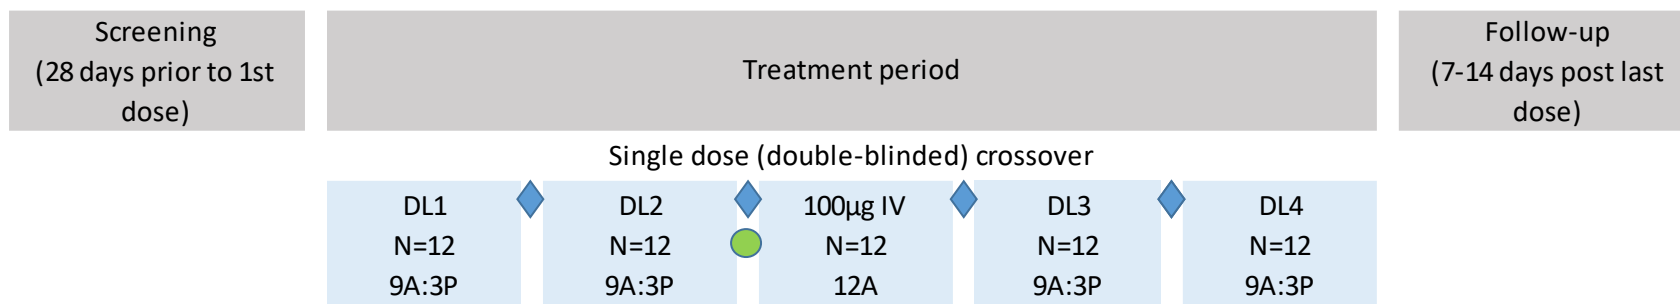 Screening
(28 days prior to 1st
dose)
Treatment period
Follow-up
(7-14 days post last
dose)
Single dose (double-blinded) crossover
DL1
N=12
9A:3P
DL2
N=12
9A:3P
100µg IV
N=12
12A
DL3
N=12
9A:3P
DL4
N=12
9A:3P